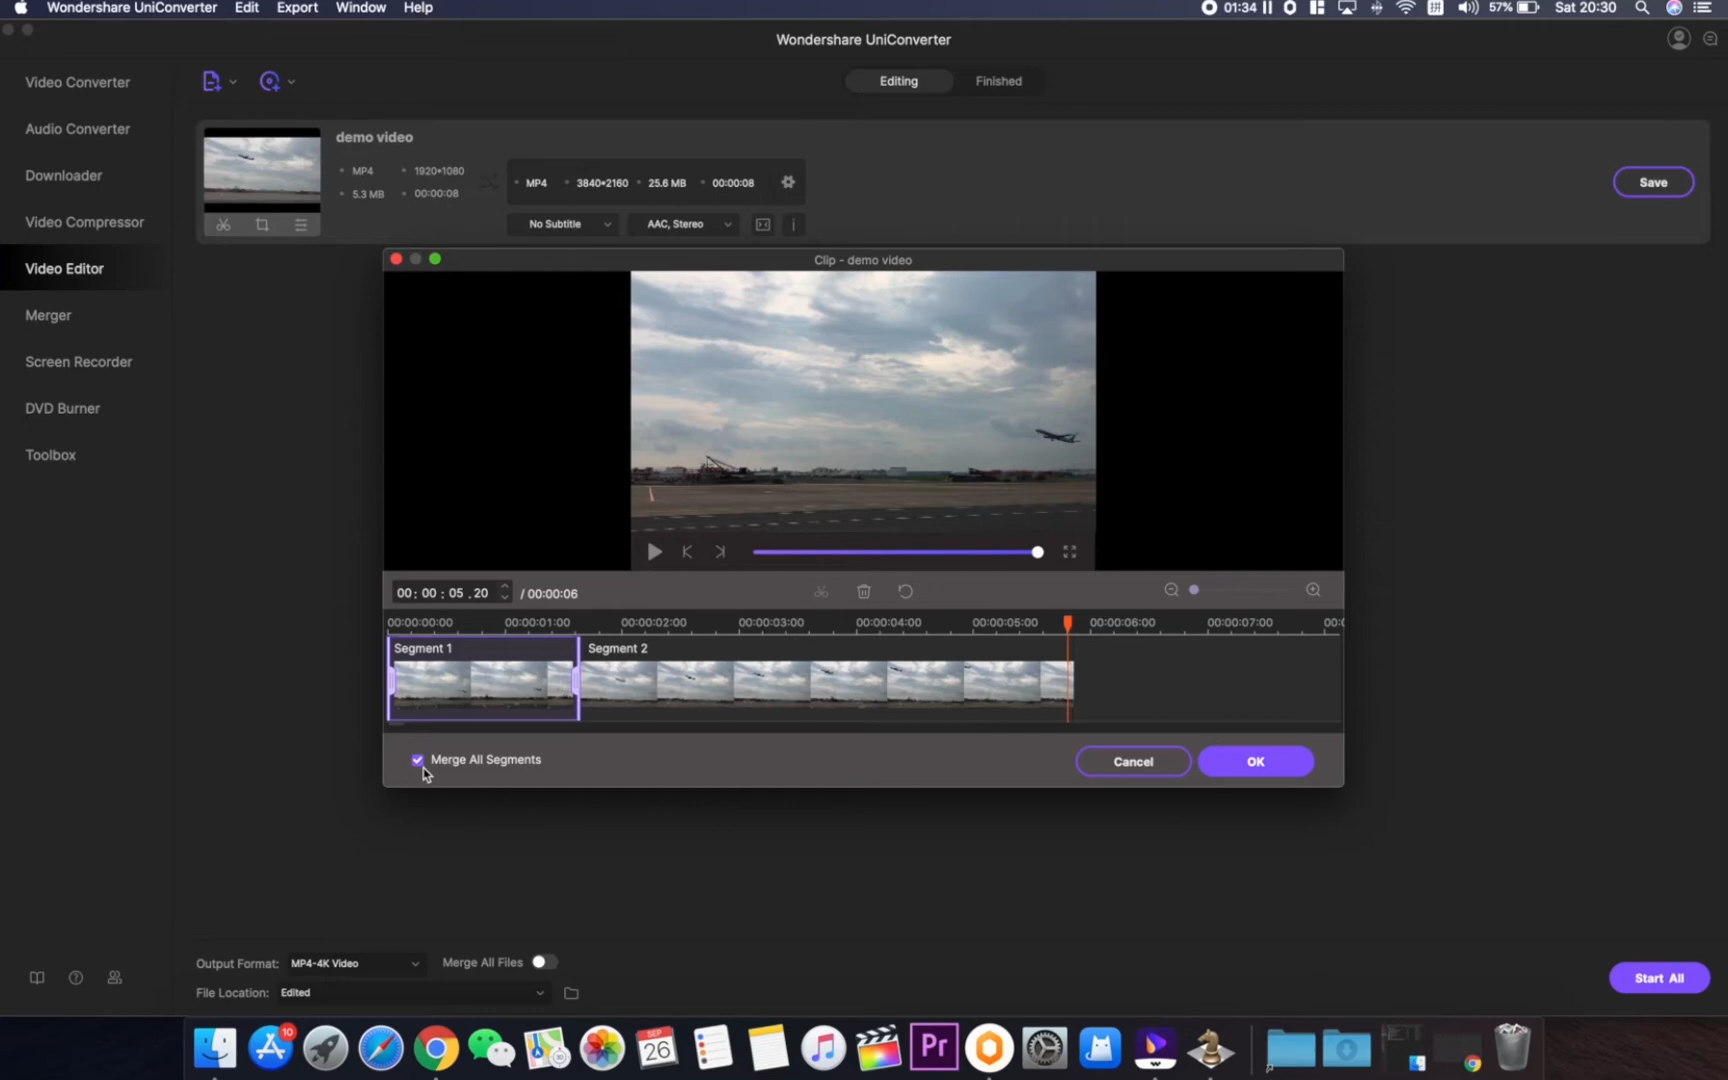 Wondershare UniConverter Edit Export Window Help 01:34 拼 57% Sat 20:30
Wondershare UniConverter
Video Converter
Audio Converter
Downloader
Video Compressor
Video Editor
Merger
Screen Recorder
DVD Burner
Toolbox
Editing Finished
demo video
MP4 1920*1080
5.3 MB 00:00:08
MP4 3840*2160 25.6 MB 00:00:08
No Subtitle AAC, Stereo
Save
Clip - demo video
00: 00 : 05 . 20 / 00:00:06
00:00:00:00 00:00:01:00 00:00:02:00 00:00:03:00 00:00:04:00 00:00:05:00 00:00:06:00 00:00:07:00
Segment 1 Segment 2
Merge All Segments
Cancel OK
Output Format: MP4-4K Video Merge All Files
File Location: Edited
Start All
10
SEP
26
Pr